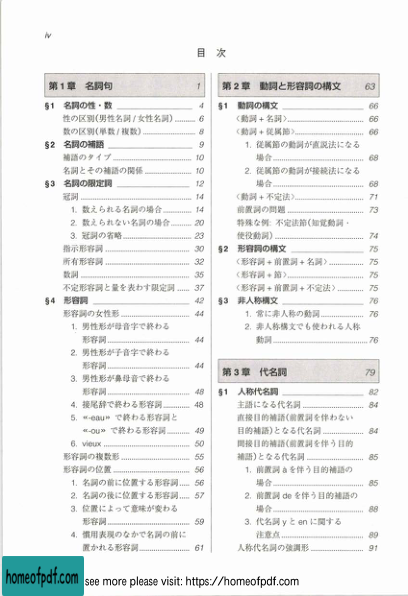 iv
目 次
第1章 名詞句 1
§1 名詞の性・数 4
性の区別(男性名詞/女性名詞) 6
数の区別(単数/複数) 8
§2 名詞の補語 9
補語のタイプ 10
名詞とその補語の関係 10
§3 名詞の限定詞 12
冠詞 14
1. 数えられる名詞の場合 14
2. 数えられない名詞の場合 20
3. 冠詞の省略 23
指示形容詞 30
所有形容詞 32
数詞 35
不定形容詞と量を表わす限定詞 37
§4 形容詞 42
形容詞の女性形 44
1. 男性形が母音字で終わる
形容詞 44
2. 男性形が子音字で終わる
形容詞 44
3. 男性形が鼻母音で終わる
形容詞 48
4. 接尾辞で終わる形容詞 48
5. «-eau» で終わる形容詞と
«-ou» で終わる形容詞 49
6. vieux 50
形容詞の複数形 55
形容詞の位置 56
1. 名詞の前に位置する形容詞 56
2. 名詞の後に位置する形容詞 57
3. 位置によって意味が変わる
形容詞 59
4. 慣用表現のなかで名詞の前に
置かれる形容詞 61
第2章 動詞と形容詞の構文 63
§1 動詞の構文 66
〈動詞+名詞〉 66
〈動詞+従属節〉 66
1. 従属節の動詞が直説法になる
場合 68
2. 従属節の動詞が接続法になる
場合 68
〈動詞+不定法〉 71
前置詞の問題 73
特殊な例: 不定法節(知覚動詞・
使役動詞) 74
§2 形容詞の構文 75
〈形容詞+前置詞+名詞〉 75
〈形容詞+節〉 75
〈形容詞+前置詞+不定法〉 75
§3 非人称構文 76
1. 常に非人称の動詞 76
2. 非人称構文でも使われる人称
動詞 76
第3章 代名詞 79
§1 人称代名詞 82
主語になる代名詞 84
直接目的補語(前置詞を伴わない
目的補語)となる代名詞 84
間接目的補語(前置詞を伴う目的
補語)となる代名詞 85
1. 前置詞 à を伴う目的補語の
場合 85
2. 前置詞 de を伴う目的補語の
場合 88
3. 代名詞 y と en に関する
注意点 89
人称代名詞の強調形 91
homeofpdf.com
see more please visit: https://homeofpdf.com